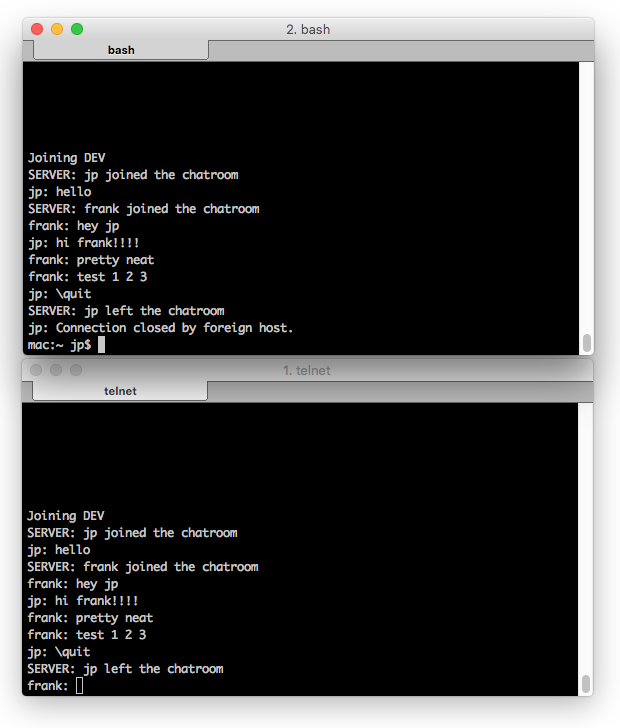 2. bash
bash
Joining DEV
SERVER: jp joined the chatroom
jp: hello
SERVER: frank joined the chatroom
frank: hey jp
jp: hi frank!!!!
frank: pretty neat
frank: test 1 2 3
jp: \quit
SERVER: jp left the chatroom
jp: Connection closed by foreign host.
mac:~ jp$
1. telnet
telnet
Joining DEV
SERVER: jp joined the chatroom
jp: hello
SERVER: frank joined the chatroom
frank: hey jp
jp: hi frank!!!!
frank: pretty neat
frank: test 1 2 3
jp: \quit
SERVER: jp left the chatroom
frank: